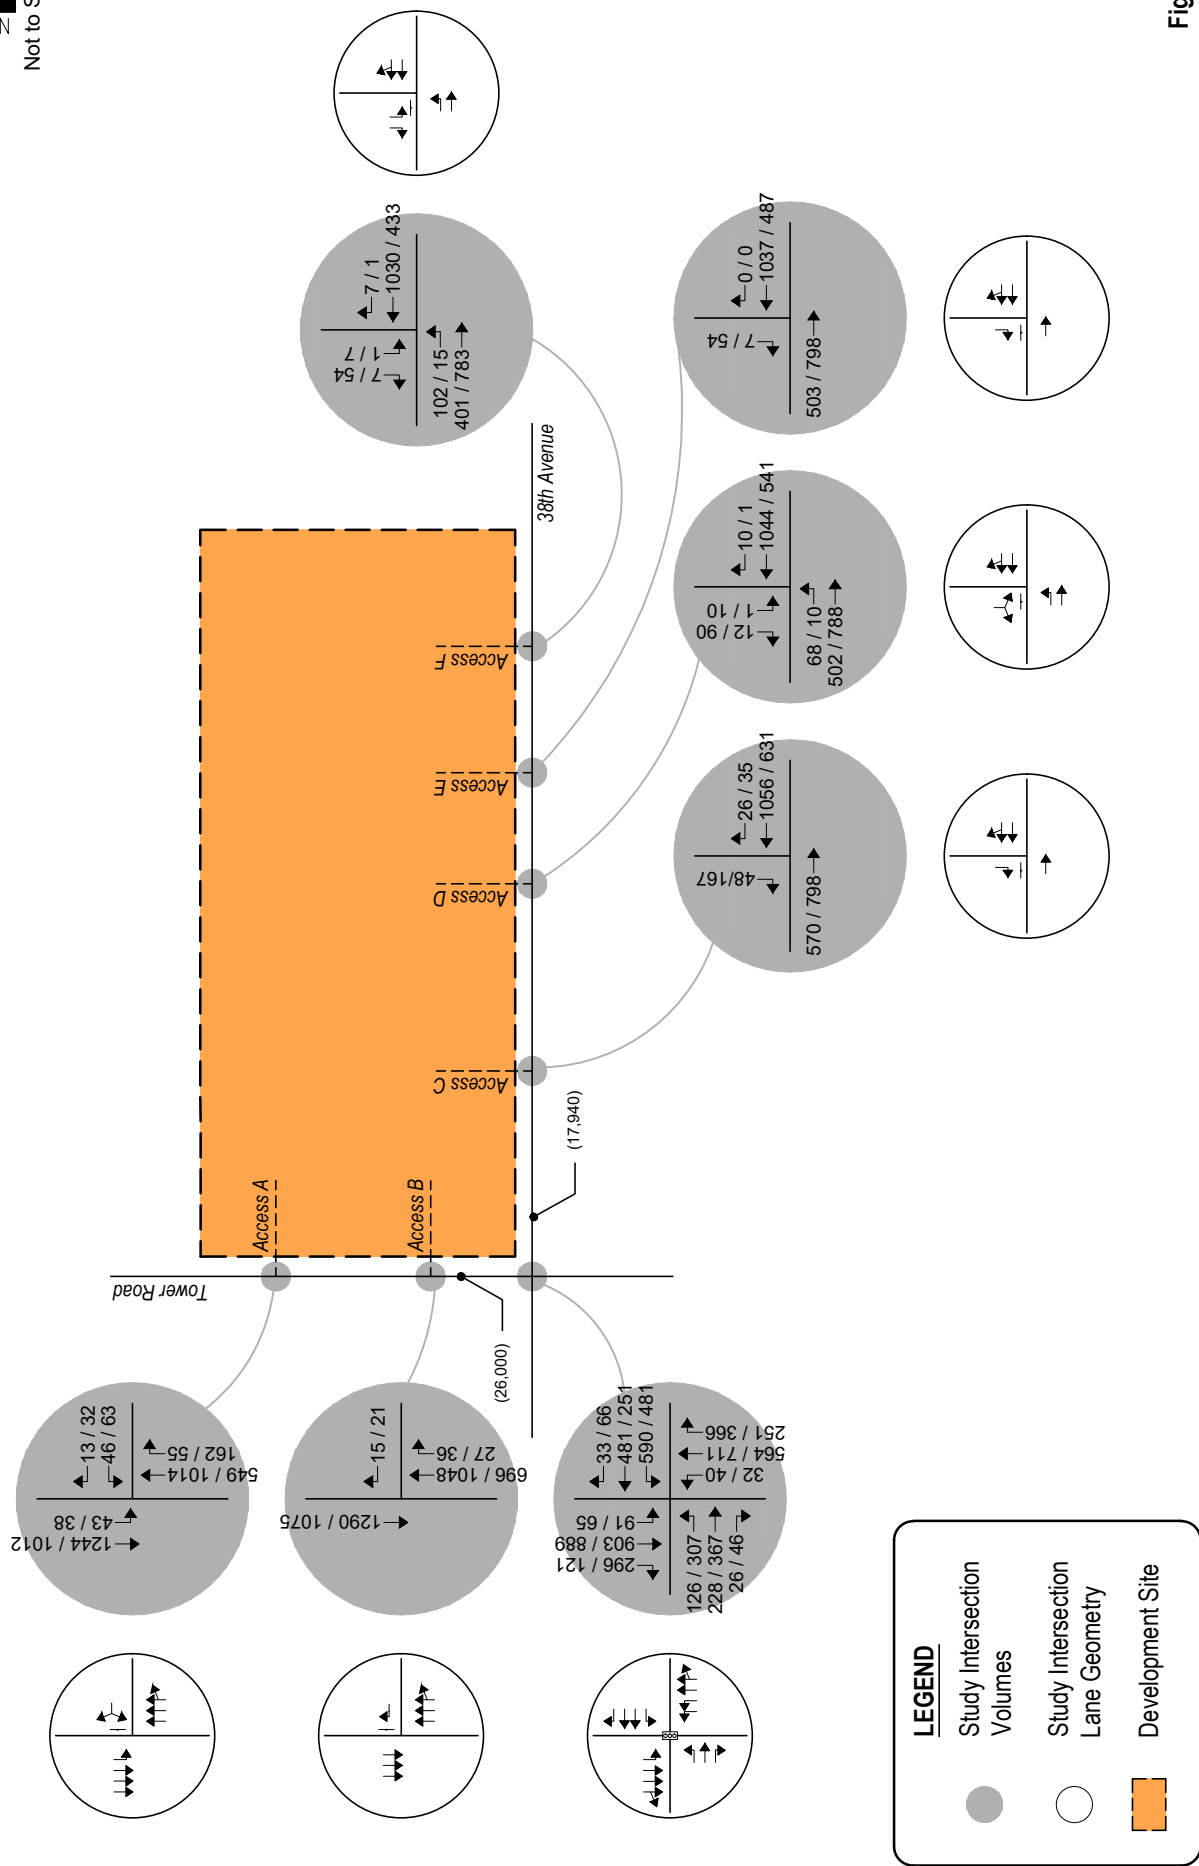 N
Not to S
Fig
7 / 1
1030 / 433
1 / 7
7 / 54
102 / 15
401 / 783
0 / 0
1037 / 487
7 / 54
503 / 798
10 / 1
1044 / 541
1 / 10
12 / 90
68 / 10
502 / 788
26 / 35
1056 / 631
48/167
570 / 798
38th Avenue
Access F
Access E
Access D
Access C
Access A
Access B
Tower Road
(17,940)
(26,000)
13 / 32
46 / 63
43 / 38
1244 / 1012
162 / 55
549 / 1014
15 / 21
1290 / 1075
27 / 36
696 / 1048
33 / 66
481 / 251
590 / 481
91 / 65
903 / 889
296 / 121
251 / 366
564 / 711
32 / 40
126 / 307
228 / 367
26 / 46
LEGEND
Study Intersection
Volumes
Study Intersection
Lane Geometry
Development Site